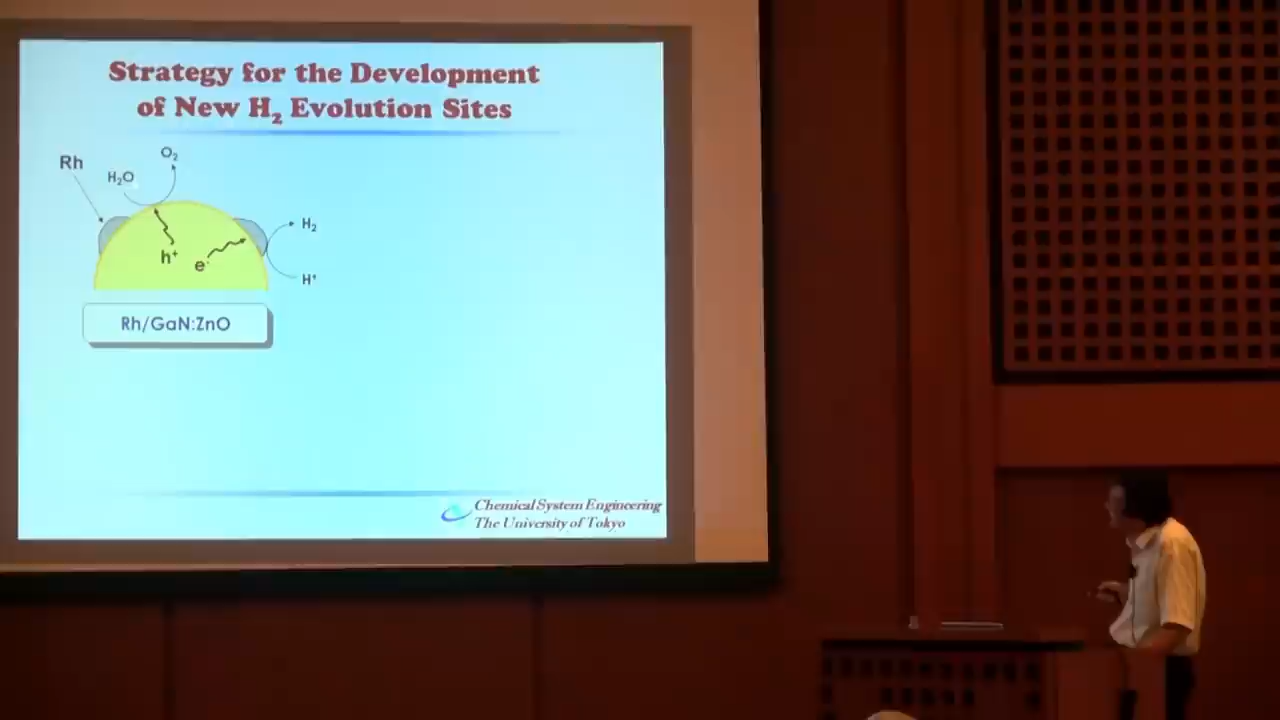 Strategy for the Development
of New H₂ Evolution Sites
Rh
O₂
H₂O
H₂
h⁺
e⁻
H⁺
Rh/GaN:ZnO
Chemical System Engineering
The University of Tokyo